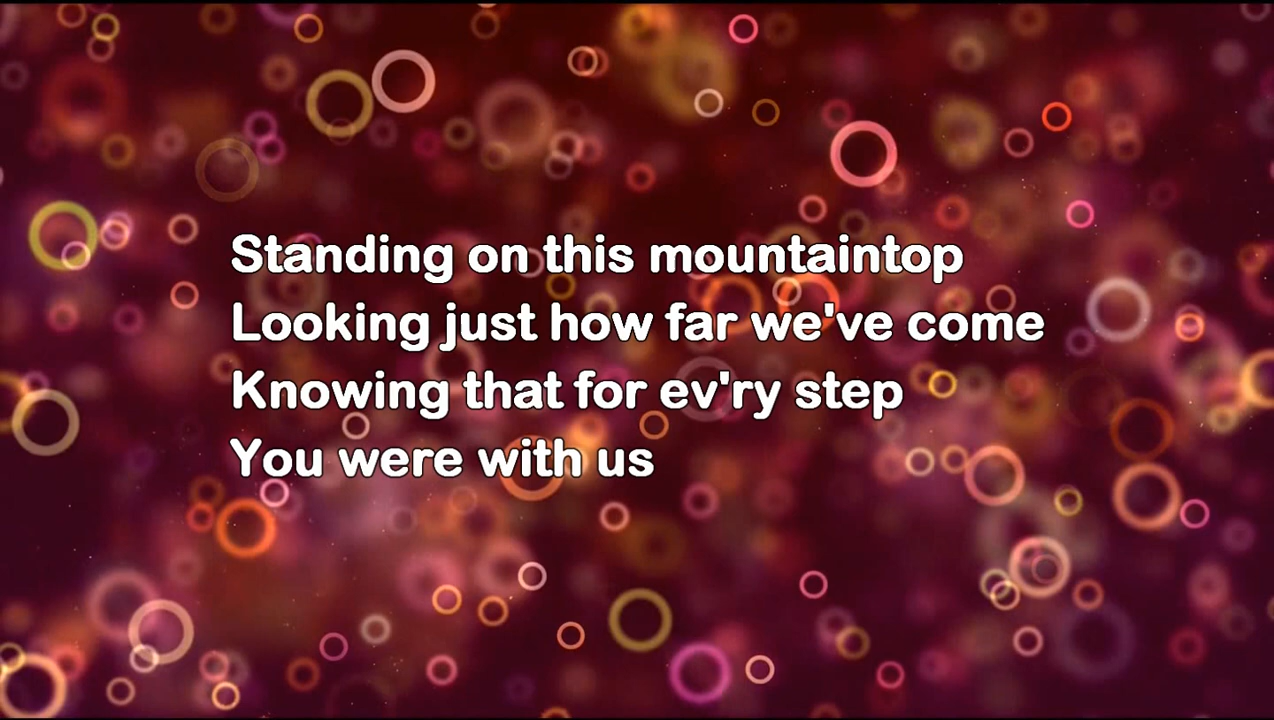 Standing on this mountaintop
Looking just how far we've come
Knowing that for ev'ry step
You were with us